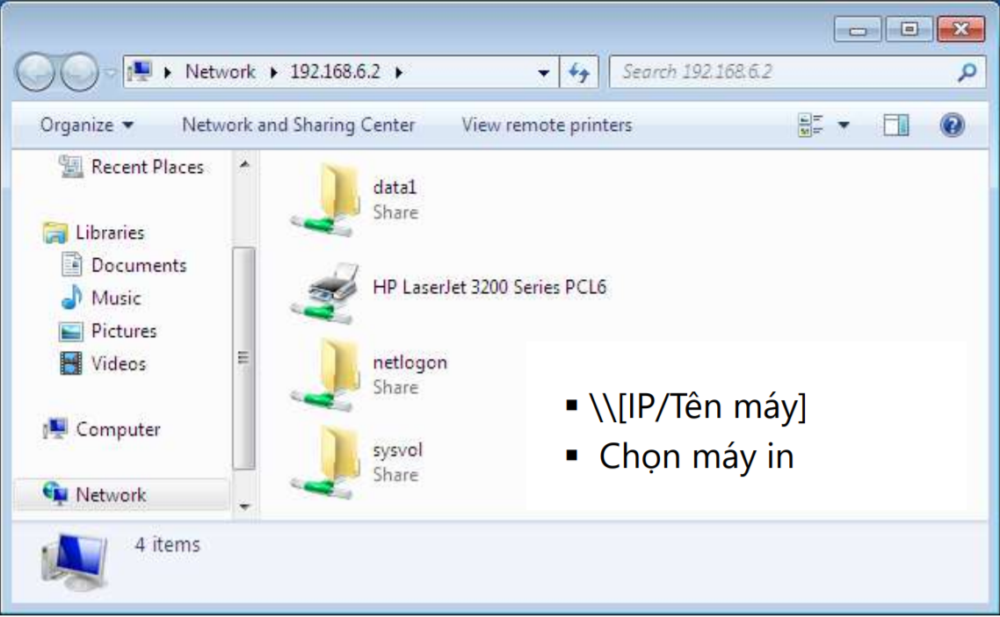 Network 192.168.6.2
Search 192.168.6.2
Organize Network and Sharing Center View remote printers
Recent Places
Libraries
Documents
Music
Pictures
Videos
Computer
Network
data1
Share
HP LaserJet 3200 Series PCL6
netlogon
Share
sysvol
Share
▪ \\[IP/Tên máy]
▪ Chọn máy in
4 items